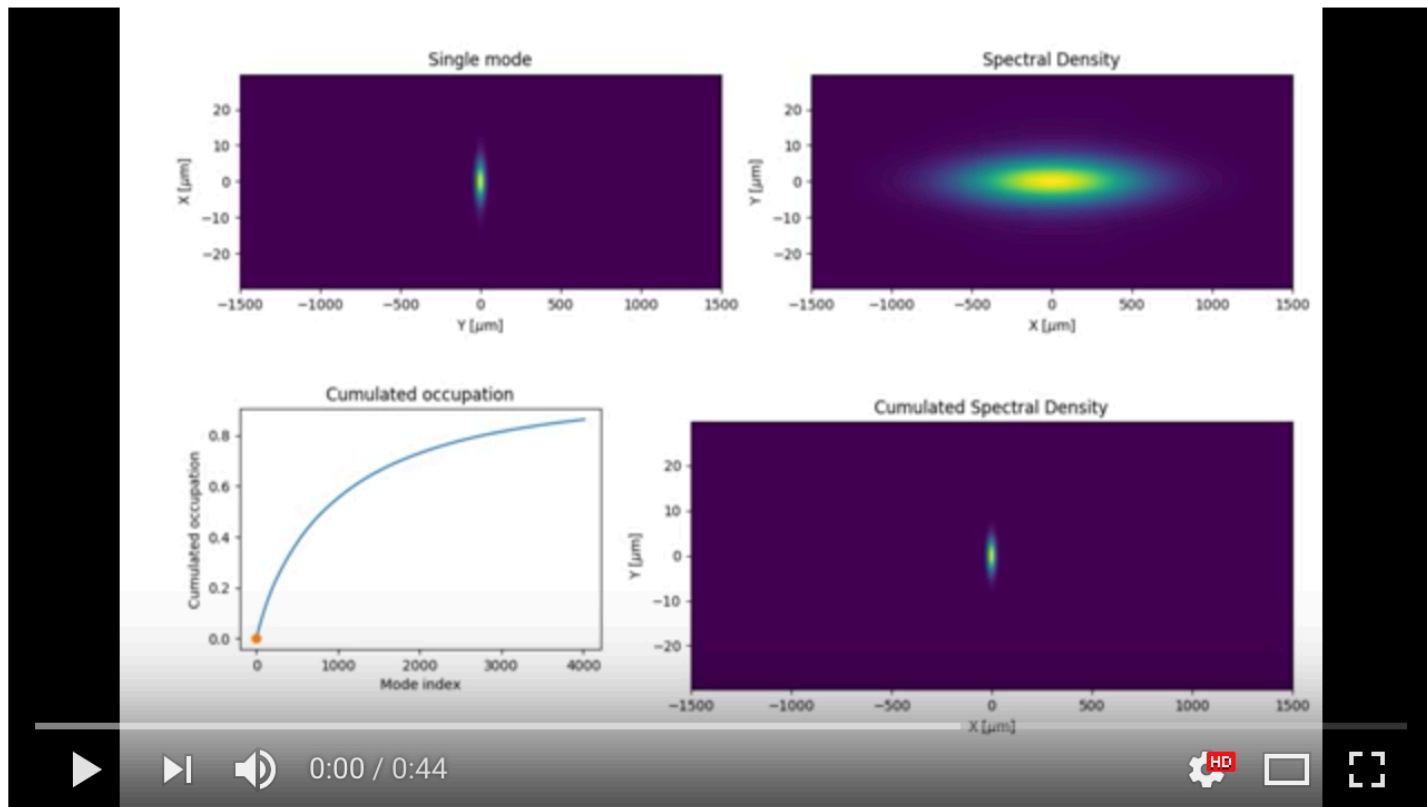 Single mode
20
10
X [μm]
0
−10
−20
−1500 −1000 −500 0 500 1000 1500
Y [μm]
Spectral Density
20
10
Y [μm]
0
−10
−20
−1500 −1000 −500 0 500 1000 1500
X [μm]
Cumulated occupation
0.8
0.6
Cumulated occupation
0.4
0.2
0.0
0 1000 2000 3000 4000
Mode index
Cumulated Spectral Density
20
10
Y [μm]
0
−10
−20
−1500 −1000 −500 0 500 1000 1500
X [μm]
0:00 / 0:44
HD